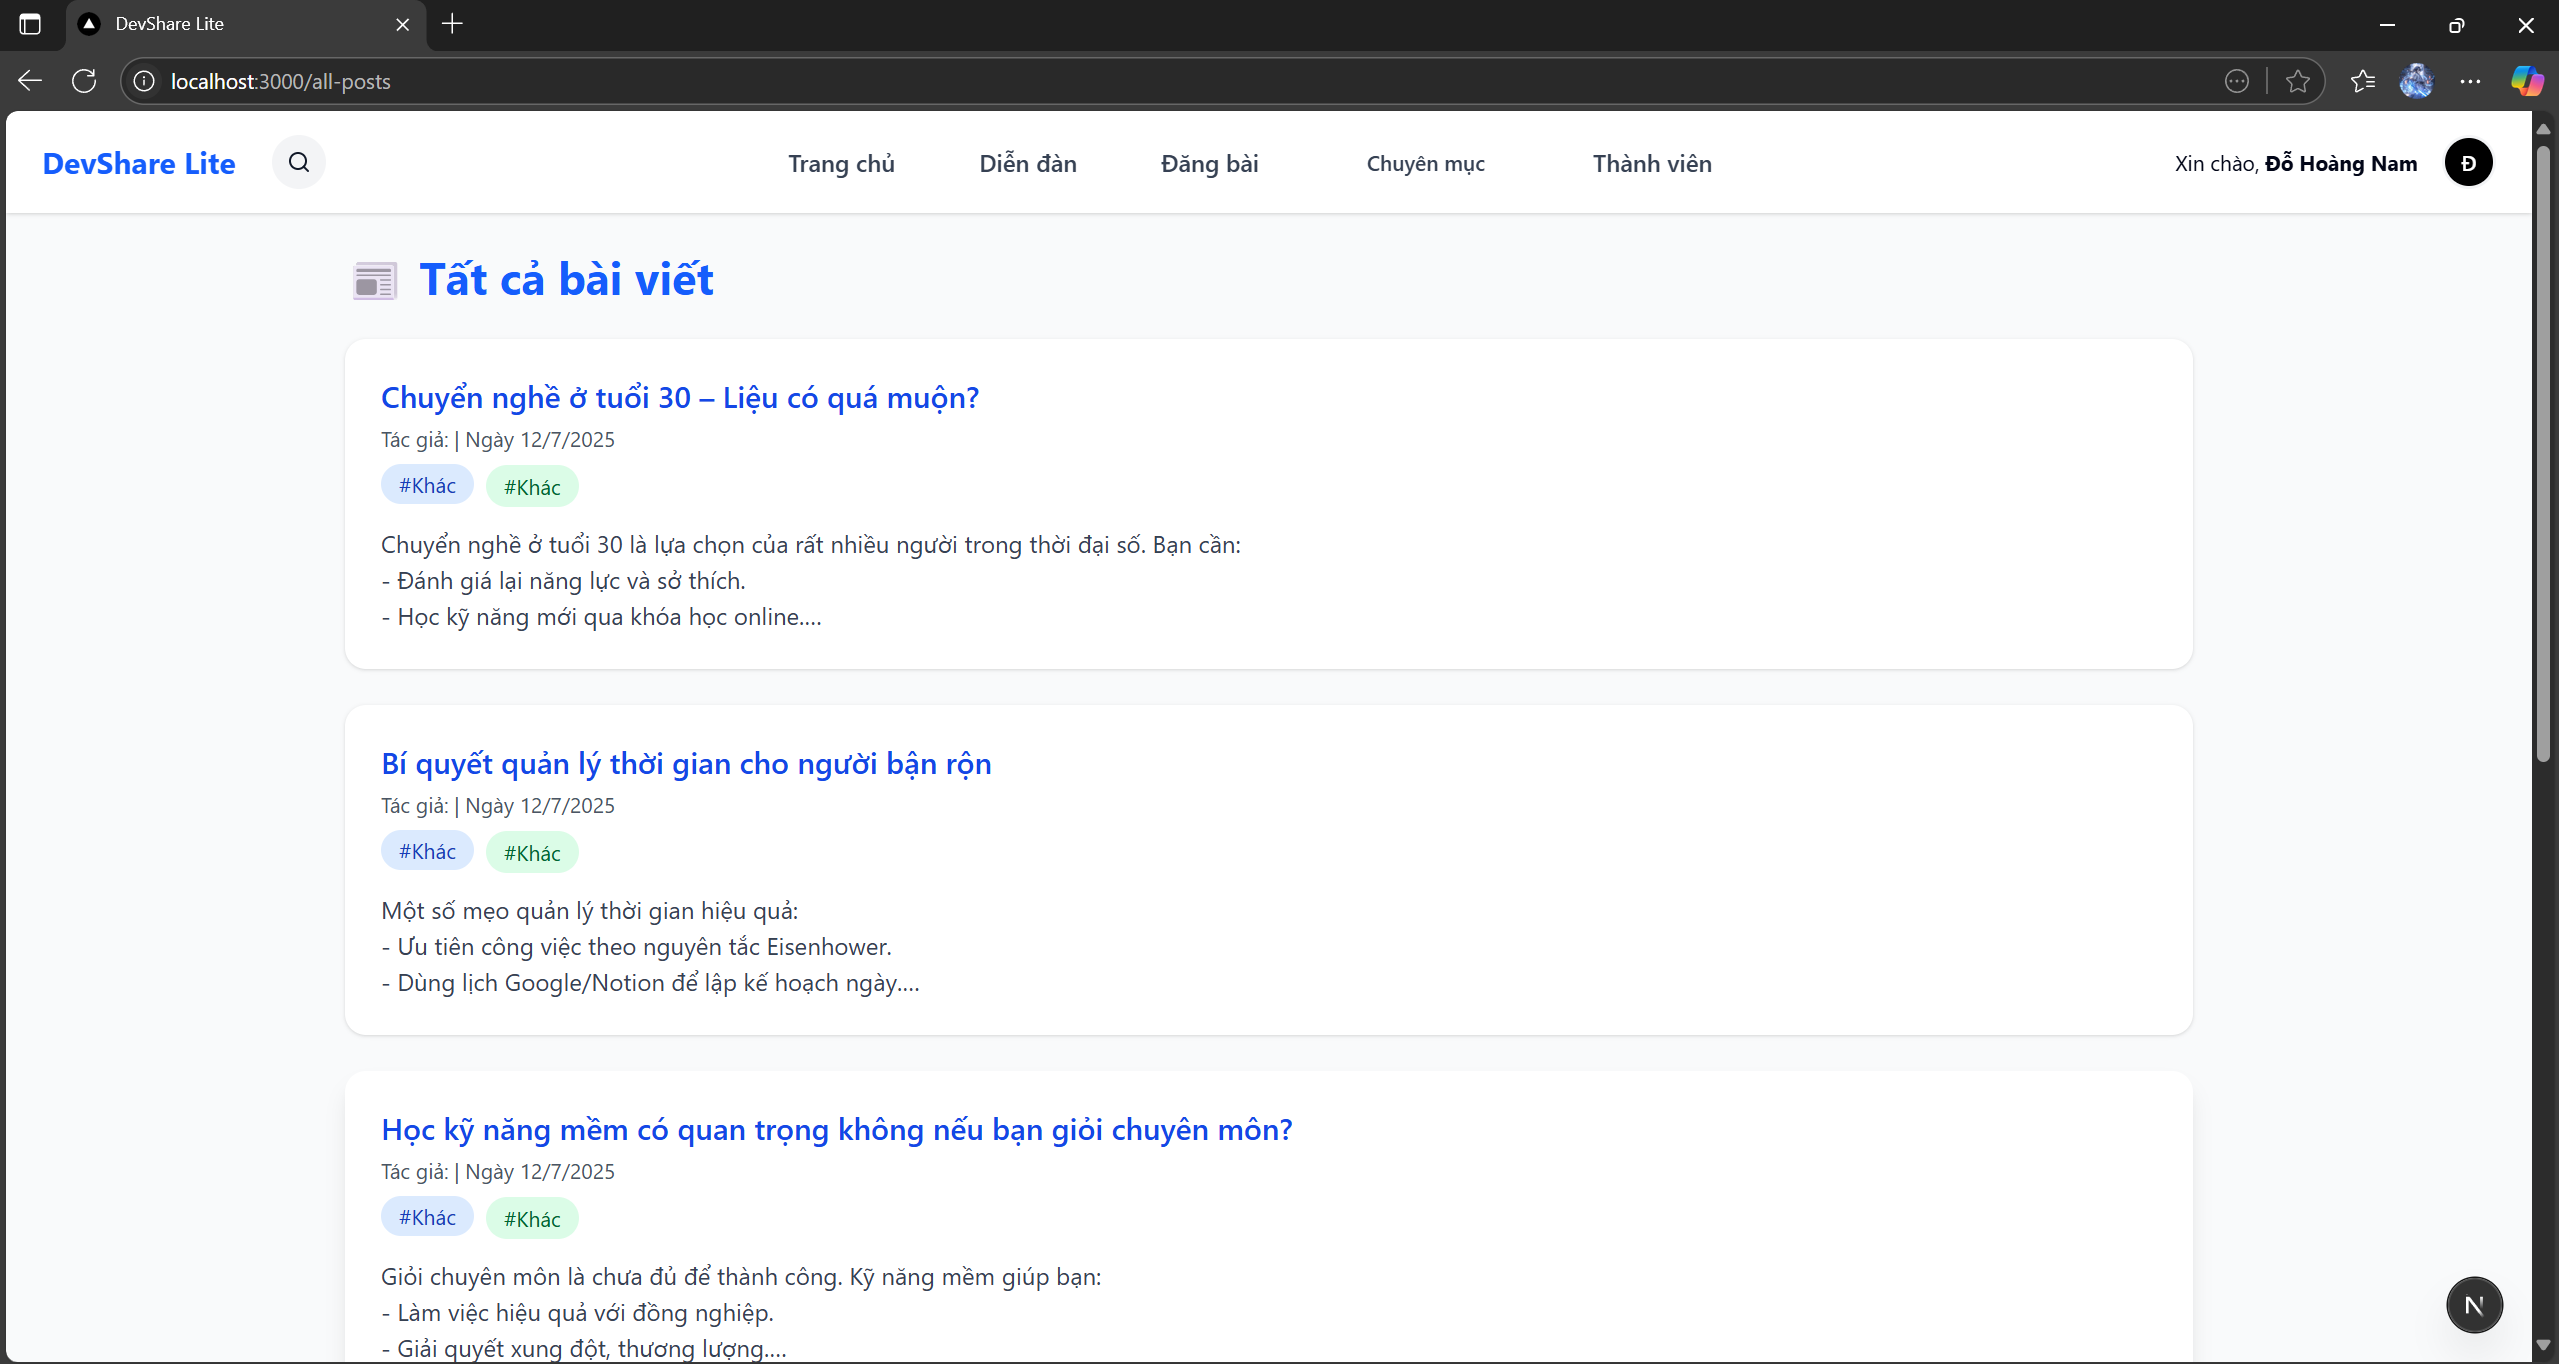 DevShare Lite
localhost:3000/all-posts
DevShare Lite
Trang chủ
Diễn đàn
Đăng bài
Chuyên mục
Thành viên
Xin chào, Đỗ Hoàng Nam
Đ
Tất cả bài viết
Chuyển nghề ở tuổi 30 – Liệu có quá muộn?
Tác giả: | Ngày 12/7/2025
#Khác #Khác
Chuyển nghề ở tuổi 30 là lựa chọn của rất nhiều người trong thời đại số. Bạn cần:
- Đánh giá lại năng lực và sở thích.
- Học kỹ năng mới qua khóa học online....
Bí quyết quản lý thời gian cho người bận rộn
Tác giả: | Ngày 12/7/2025
#Khác #Khác
Một số mẹo quản lý thời gian hiệu quả:
- Ưu tiên công việc theo nguyên tắc Eisenhower.
- Dùng lịch Google/Notion để lập kế hoạch ngày....
Học kỹ năng mềm có quan trọng không nếu bạn giỏi chuyên môn?
Tác giả: | Ngày 12/7/2025
#Khác #Khác
Giỏi chuyên môn là chưa đủ để thành công. Kỹ năng mềm giúp bạn:
- Làm việc hiệu quả với đồng nghiệp.
- Giải quyết xung đột, thương lượng....
N